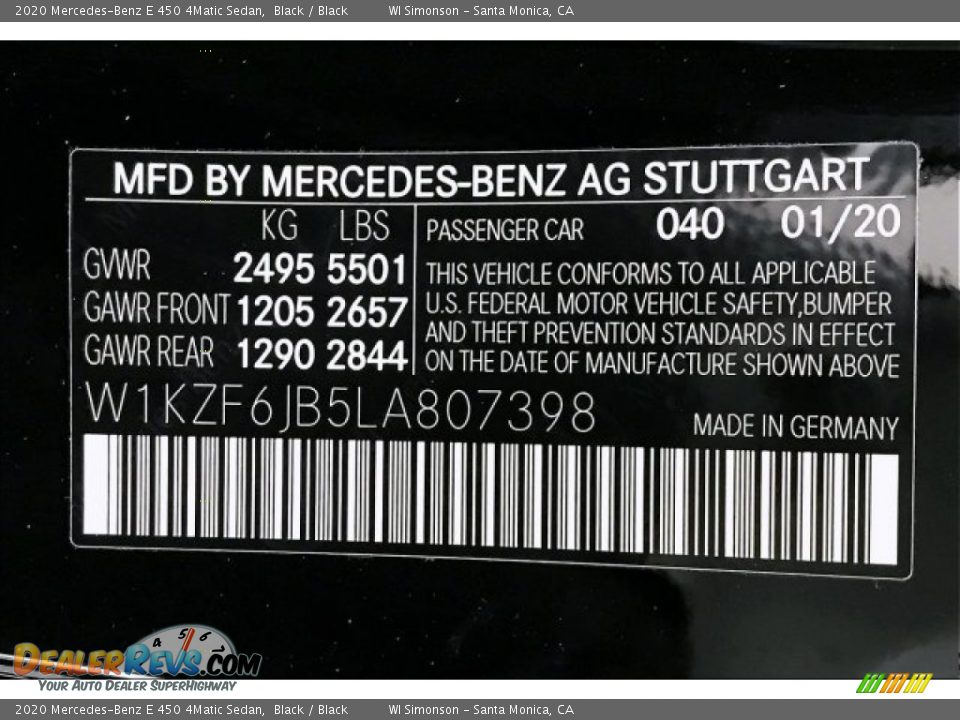 2020 Mercedes-Benz E 450 4Matic Sedan, Black / Black WI Simonson - Santa Monica, CA
MFD BY MERCEDES-BENZ AG STUTTGART
KG LBS
GVWR 2495 5501
GAWR FRONT 1205 2657
GAWR REAR 1290 2844
PASSENGER CAR 040 01/20
THIS VEHICLE CONFORMS TO ALL APPLICABLE
U.S. FEDERAL MOTOR VEHICLE SAFETY,BUMPER
AND THEFT PREVENTION STANDARDS IN EFFECT
ON THE DATE OF MANUFACTURE SHOWN ABOVE
W1KZF6JB5LA807398
MADE IN GERMANY
4 5 6
DEALERREVS.COM
YOUR AUTO DEALER SUPERHIGHWAY
2020 Mercedes-Benz E 450 4Matic Sedan, Black / Black WI Simonson - Santa Monica, CA